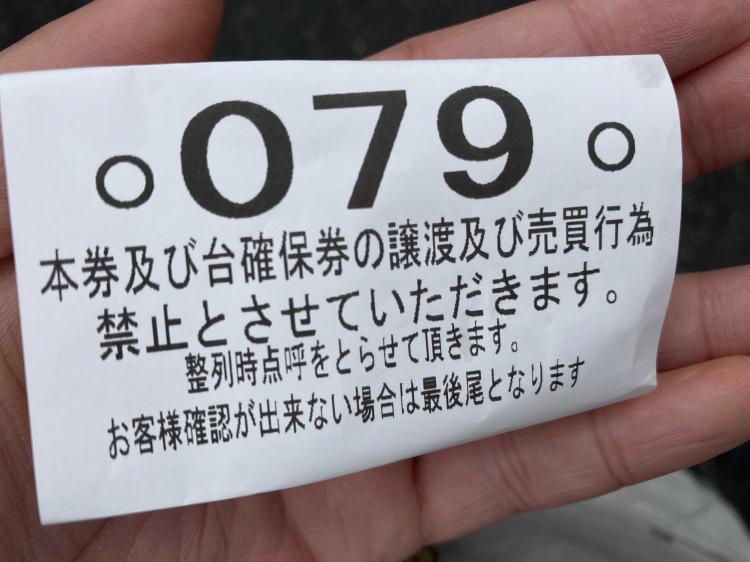 ○079○
本券及び台確保券の譲渡及び売買行為
禁止とさせていただきます。
整列時点呼をとらせて頂きます。
お客様確認が出来ない場合は最後尾となります